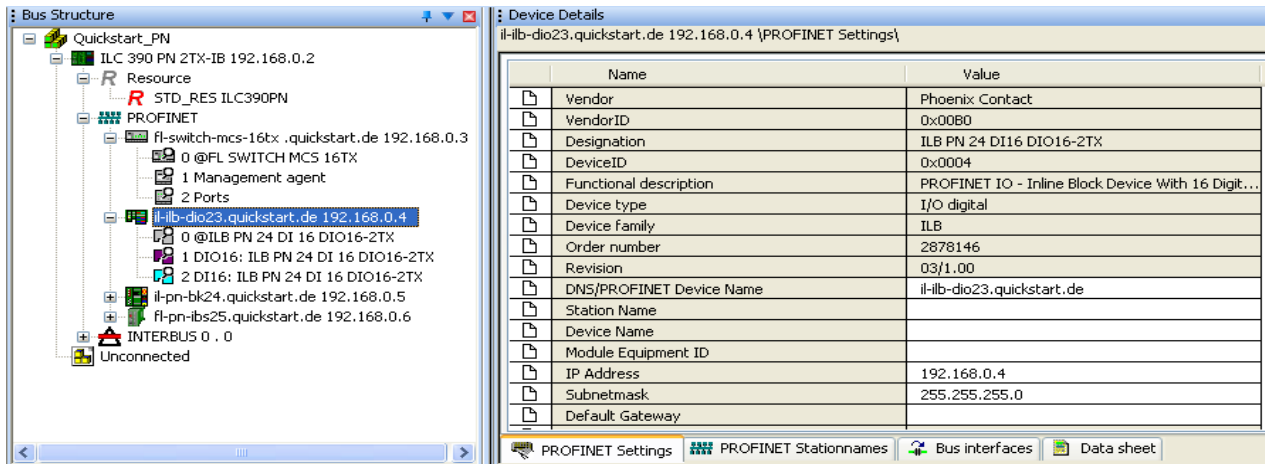 Bus Structure
Quickstart_PN
ILC 390 PN 2TX-IB 192.168.0.2
R Resource
R STD_RES ILC390PN
PROFINET
fl-switch-mcs-16tx .quickstart.de 192.168.0.3
0 @FL SWITCH MCS 16TX
1 Management agent
2 Ports
il-ilb-dio23.quickstart.de 192.168.0.4
0 @ILB PN 24 DI 16 DIO16-2TX
1 DIO16: ILB PN 24 DI 16 DIO16-2TX
2 DI16: ILB PN 24 DI 16 DIO16-2TX
il-pn-bk24.quickstart.de 192.168.0.5
fl-pn-ibs25.quickstart.de 192.168.0.6
INTERBUS 0 . 0
Unconnected
Device Details
il-ilb-dio23.quickstart.de 192.168.0.4 \PROFINET Settings\
Name Value
Vendor Phoenix Contact
VendorID 0x00B0
Designation ILB PN 24 DI16 DIO16-2TX
DeviceID 0x0004
Functional description PROFINET IO - Inline Block Device With 16 Digit...
Device type I/O digital
Device family ILB
Order number 2878146
Revision 03/1.00
DNS/PROFINET Device Name il-ilb-dio23.quickstart.de
Station Name
Device Name
Module Equipment ID
IP Address 192.168.0.4
Subnetmask 255.255.255.0
Default Gateway
PROFINET Settings PROFINET Stationnames Bus interfaces Data sheet